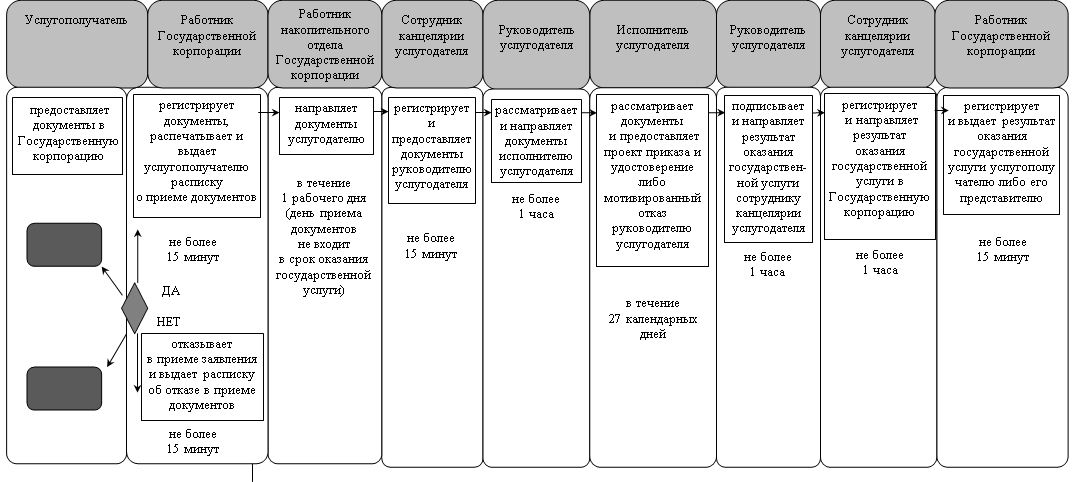 Услугополучатель
Работник
Государственной
корпорации
Работник
накопительного
отдела
Государственной
корпорации
Сотрудник
канцелярии
услугодателя
Руководитель
услугодателя
Исполнитель
услугодателя
Руководитель
услугодателя
Сотрудник
канцелярии
услугодателя
Работник
Государственной
корпорации
предоставляет
документы в
Государственную
корпорацию
регистрирует
документы,
распечатывает и
выдает
услугополучателю
расписку
о приеме документов
не более
15 минут
ДА
НЕТ
отказывает
в приеме заявления
и выдает расписку
об отказе в приеме
документов
не более
15 минут
направляет
документы
услугодателю
в течение
1 рабочего дня
(день приема
документов
не входит
в срок оказания
государственной
услуги)
регистрирует
и
предоставляет
документы
руководителю
услугодателя
не более
15 минут
рассматривает
и направляет
документы
исполнителю
услугодателя
не более
1 часа
рассматривает
документы
и предоставляет
проект приказа и
удостоверение
либо
мотивированный
отказ
руководителю
услугодателя
в течение
27 календарных
дней
подписывает
и направляет
результат
оказания
государствен-
ной услуги
сотруднику
канцелярии
услугодателя
не более
1 часа
регистрирует
и направляет
результат
оказания
государственной
услуги в
Государственную
корпорацию
не более
1 часа
регистрирует
и выдает результат
оказания
государственной
услуги услугополу
чателю либо его
представителю
не более
15 минут